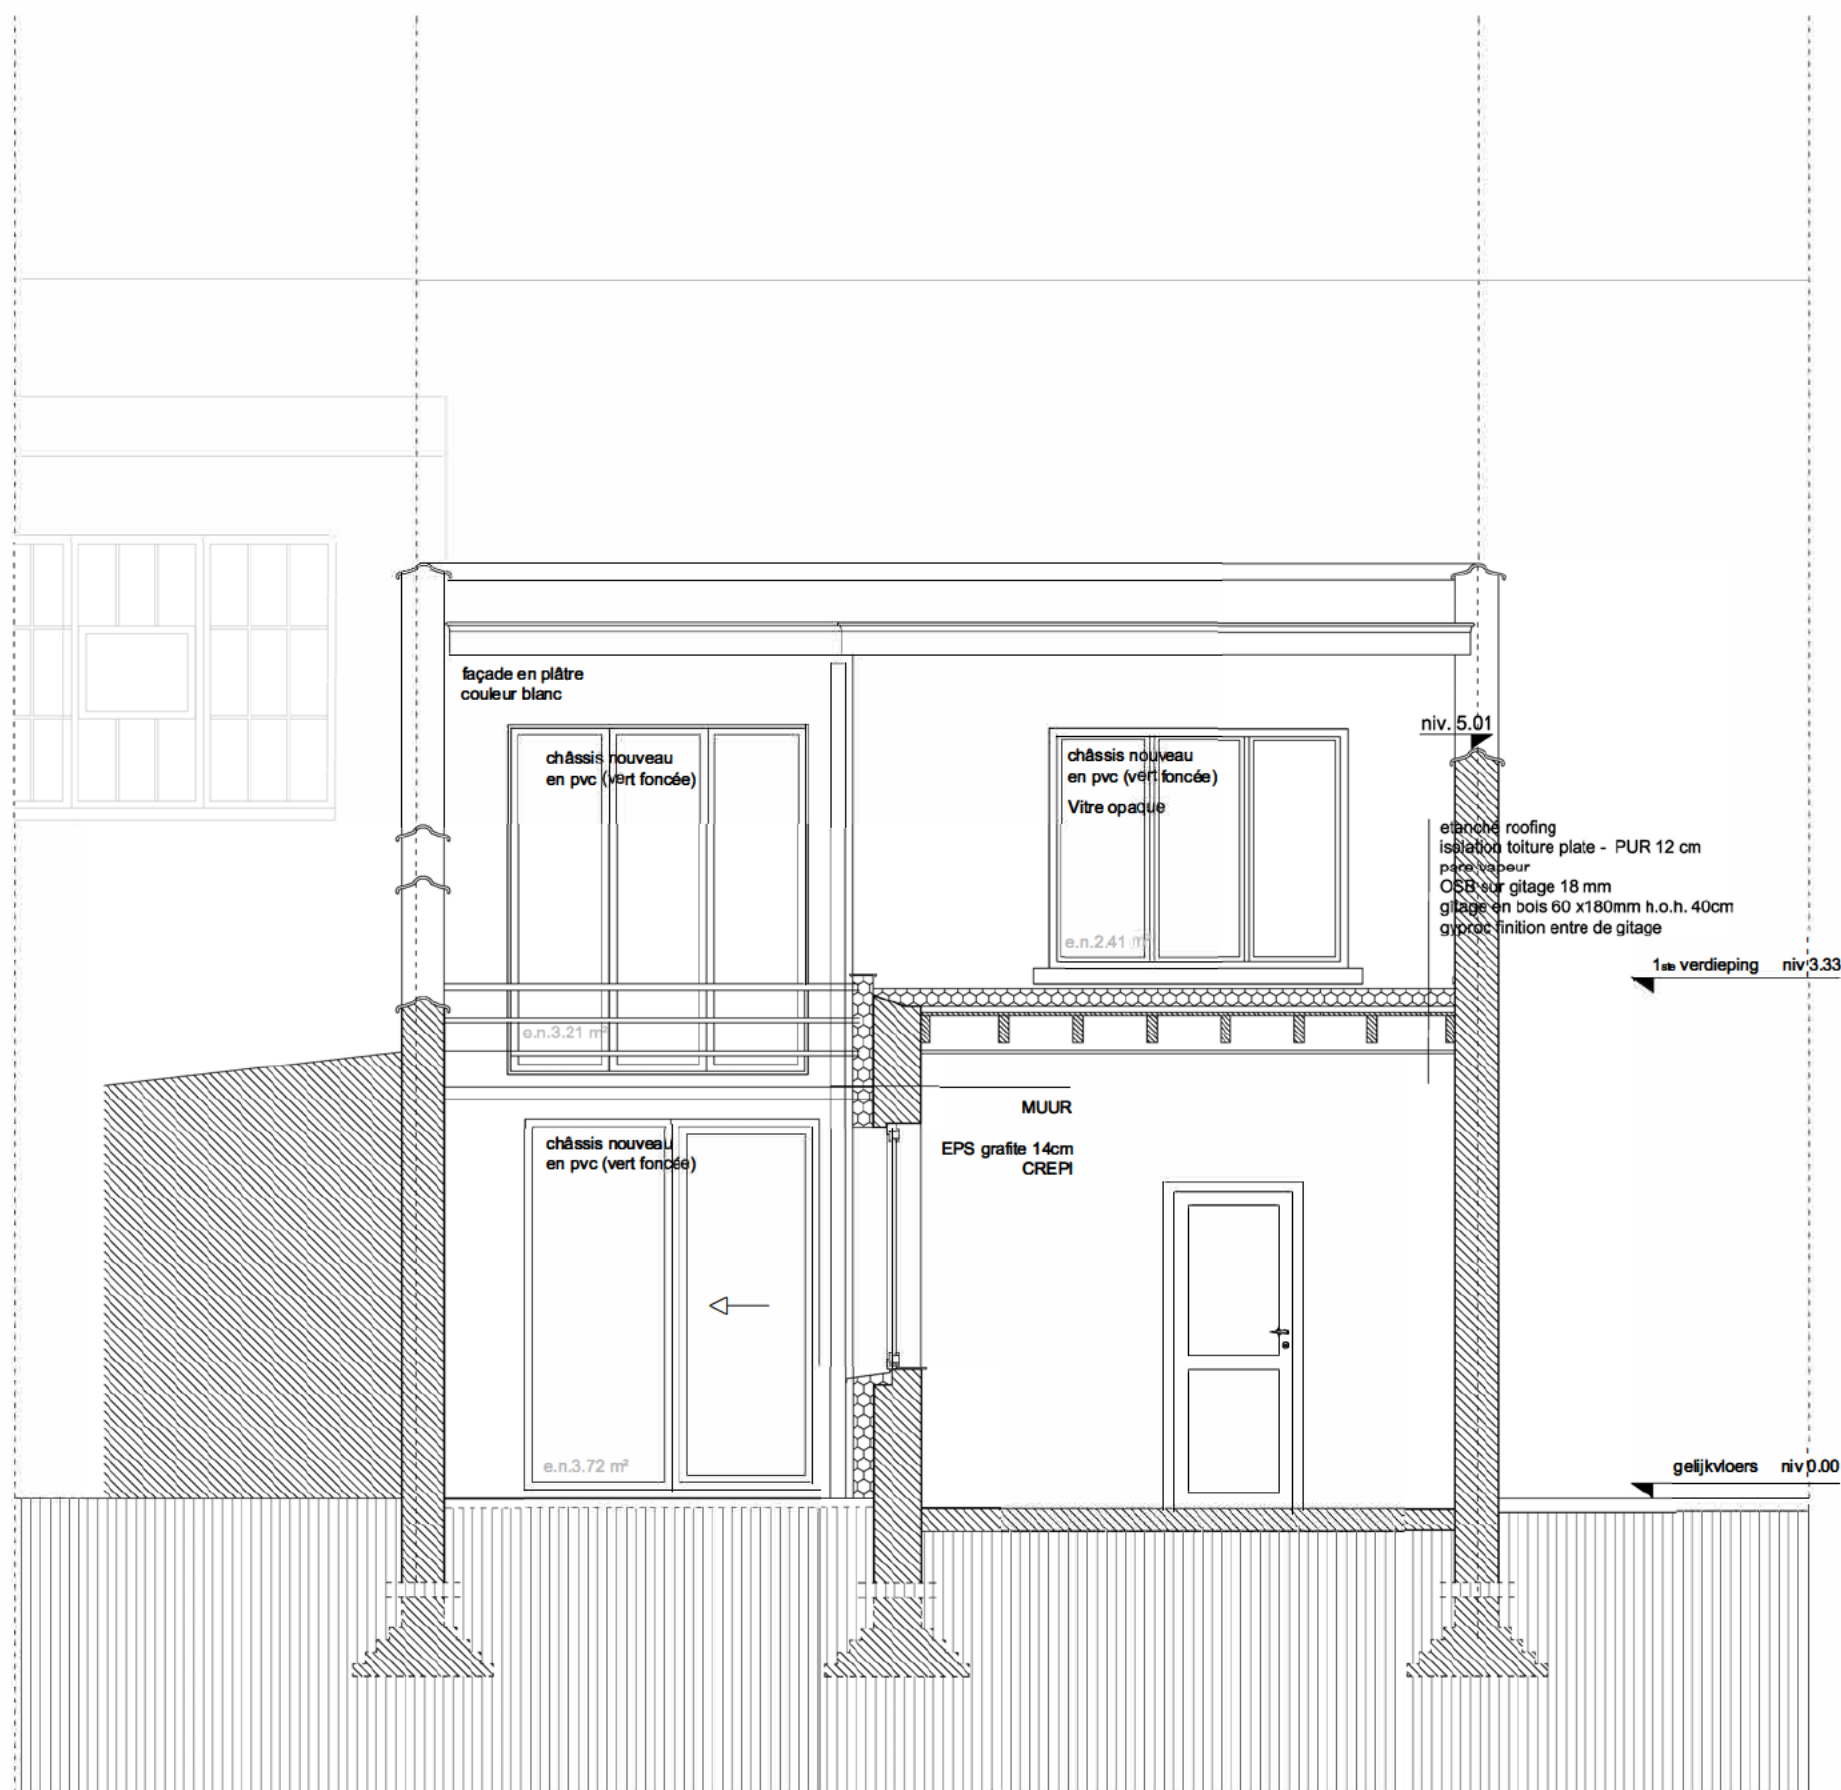 façade en plâtre
couleur blanc
châssis nouveau
en pvc (vert foncée)
châssis nouveau
en pvc (vert foncée)
Vitre opaque
niv. 5.01
etanché roofing
isolation toiture plate - PUR 12 cm
pare vapeur
OSB sur gitage 18 mm
gitage en bois 60 x180mm h.o.h. 40cm
gyproc finition entre de gitage
e.n.2.41 m²
1ste verdieping niv 3.33
e.n.3.21 m²
MUUR
EPS grafite 14cm
CREPI
châssis nouveau
en pvc (vert foncée)
e.n.3.72 m²
gelijkvloers niv 0.00